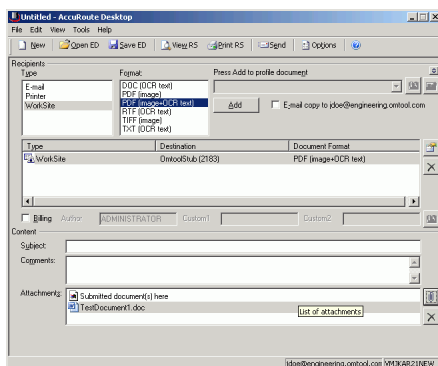 Untitled - AccuRoute Desktop
File Edit View Tools Help
New Open ED Save ED View RS Print RS Send Options
Recipients
Type Format: Press Add to profile document
E-mail
Printer
WorkSite
DOC (OCR text)
PDF (image)
PDF (image+OCR text)
RTF (OCR text)
TIFF (image)
TXT (OCR text)
Add E-mail copy to jdoe@engineering.omtool.com
Type Destination Document Format
WorkSite OmtoolStub (2183) PDF (image+OCR text)
Billing Author: ADMINISTRATOR Custom1 Custom2
Content
Subject:
Comments:
Attachments: Submitted document(s) here
TestDocument1.doc
List of attachments
jdoe@engineering.omtool.com VMJKAR21NEW